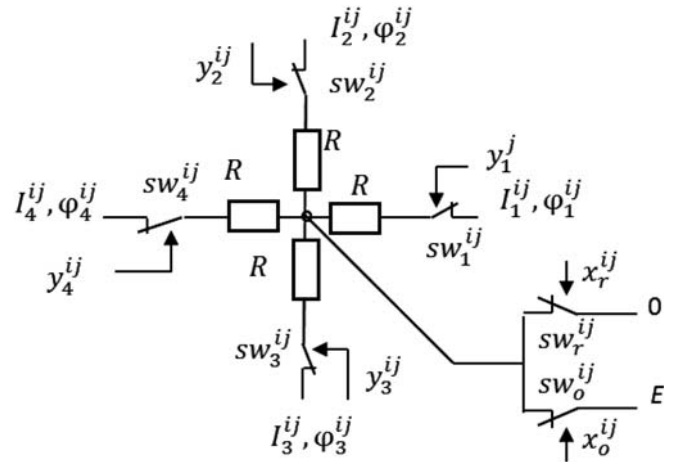 I_2^{ij}, φ_2^{ij}
y_2^{ij}
sw_2^{ij}
R
y_1^{j}
sw_4^{ij}
R
R
I_4^{ij}, φ_4^{ij}
I_1^{ij}, φ_1^{ij}
sw_1^{ij}
y_4^{ij}
R
x_r^{ij}
0
sw_3^{ij}
sw_r^{ij}
y_3^{ij}
sw_o^{ij}
E
I_3^{ij}, φ_3^{ij}
x_o^{ij}